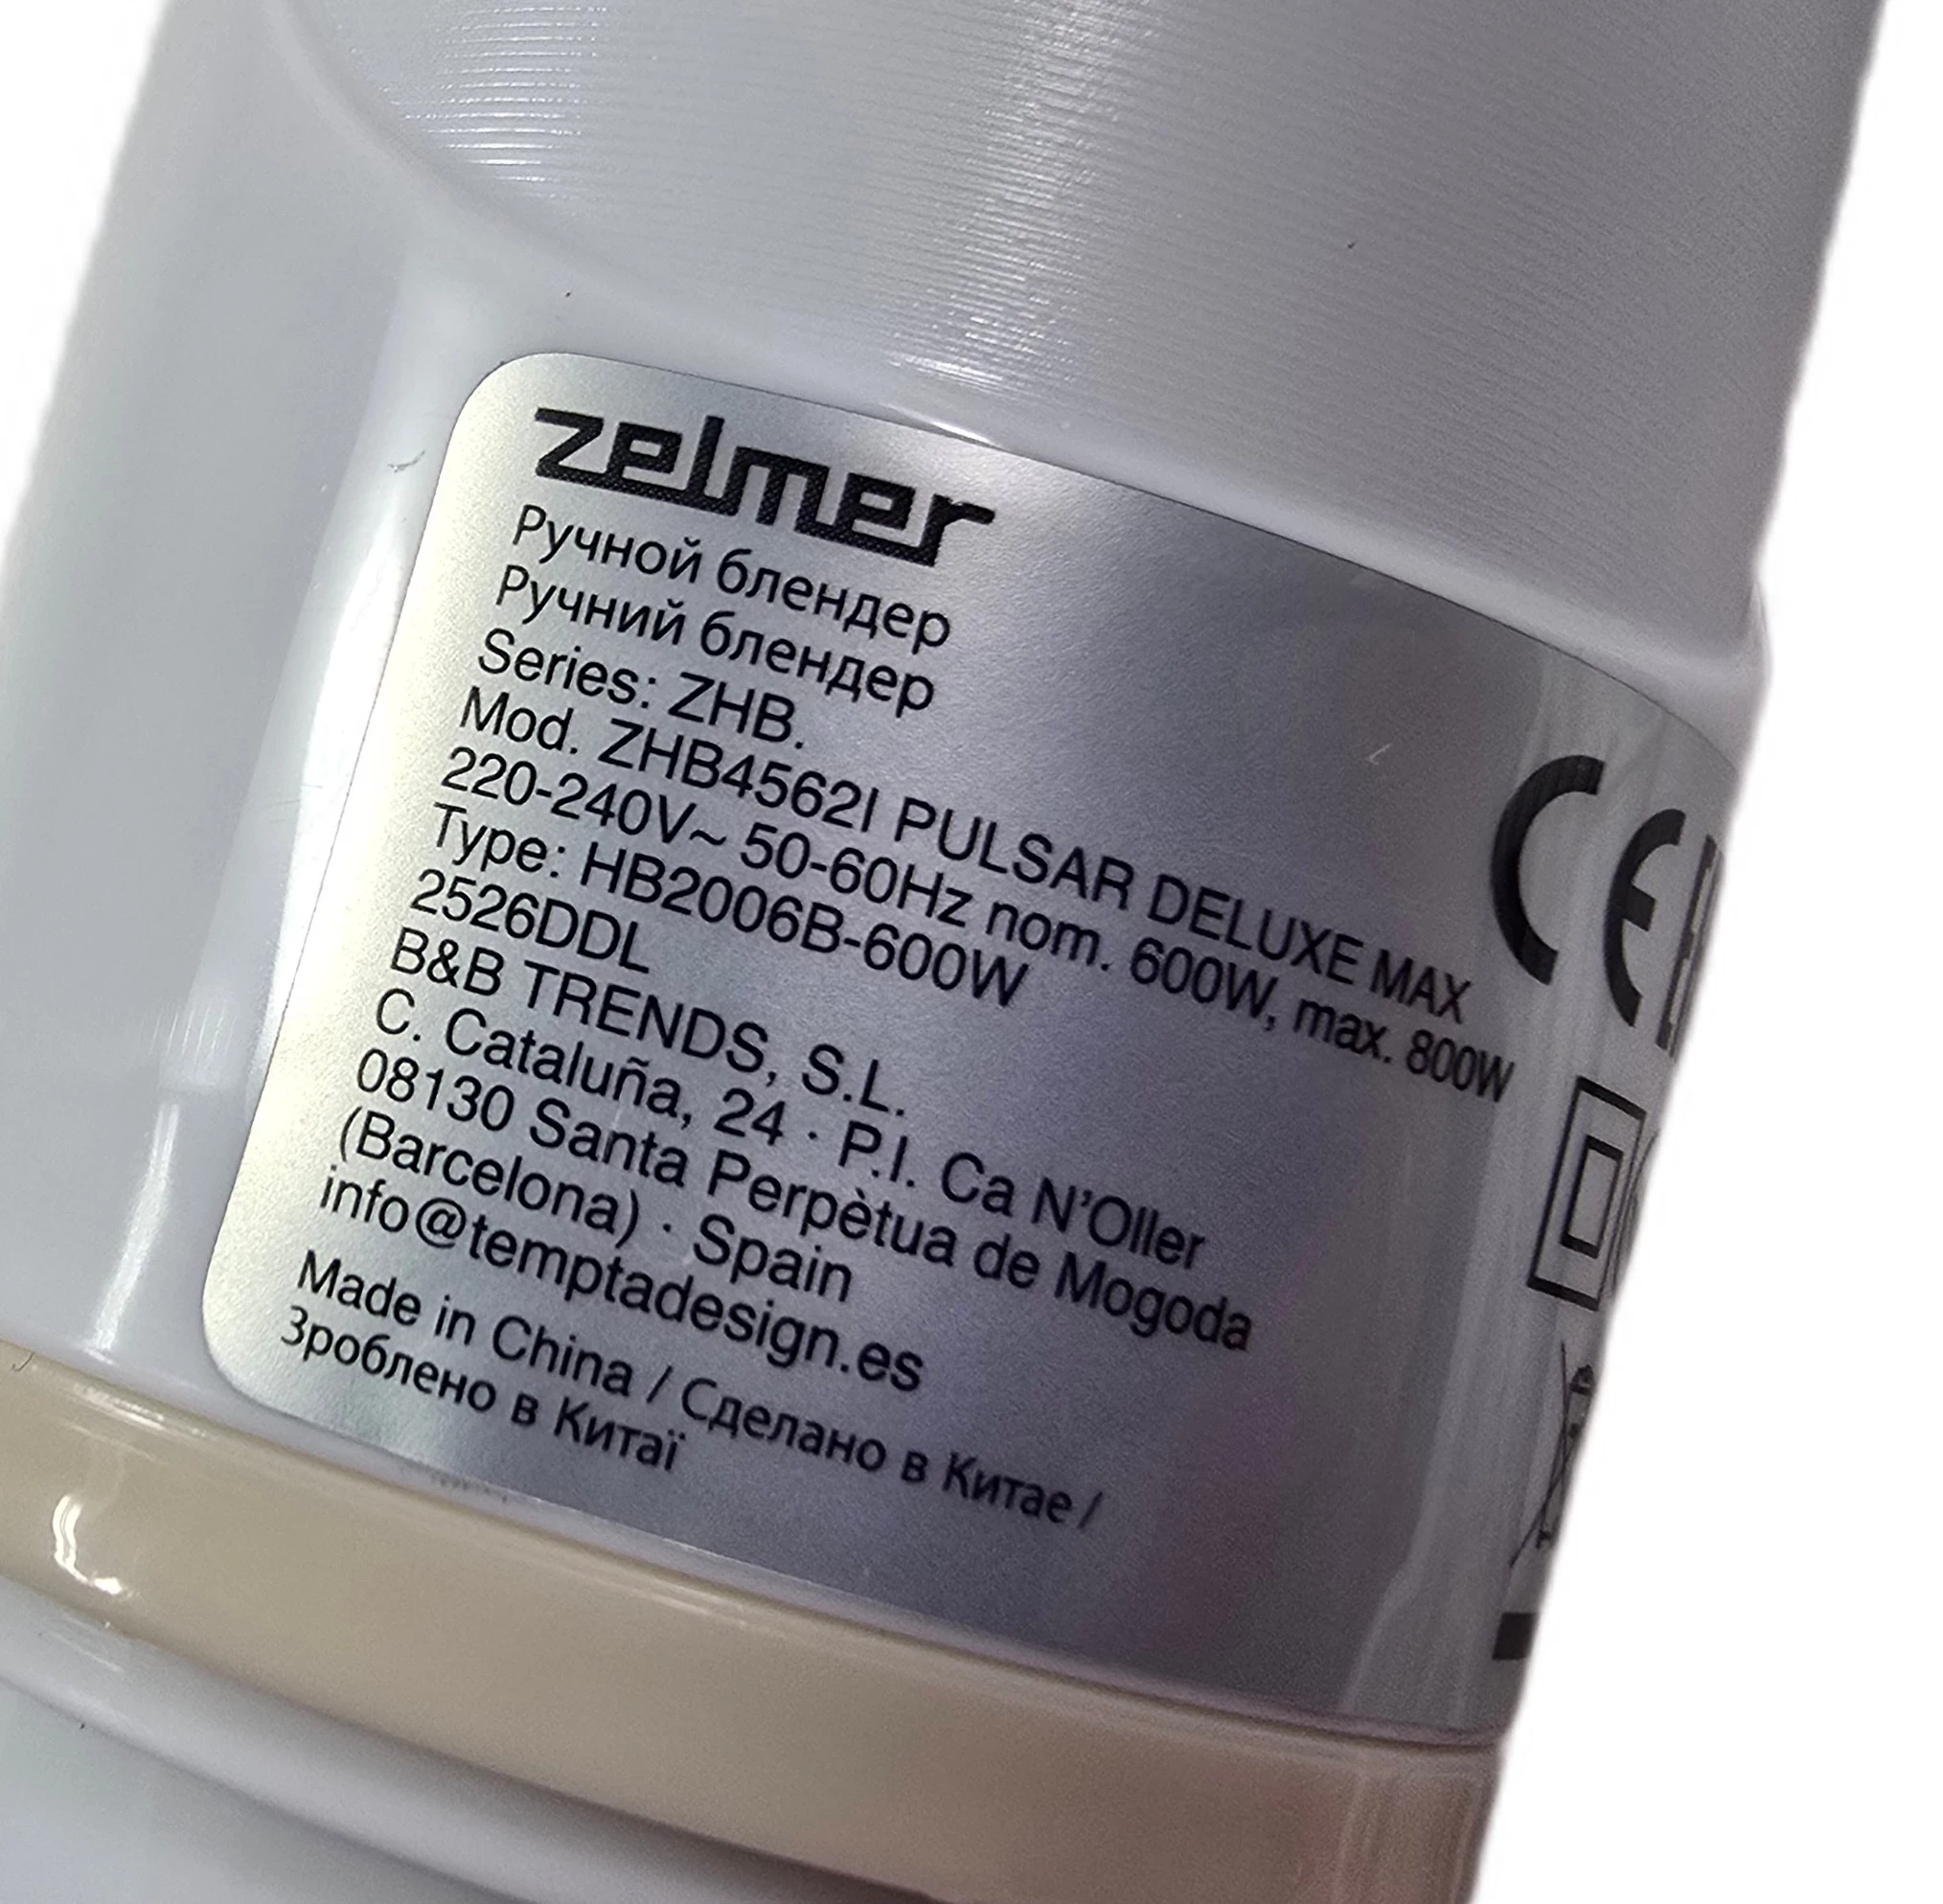 zelmer
Ручной блендер
Ручний блендер
Series: ZHB.
Mod. ZHB4562I PULSAR DELUXE MAX
220-240V~ 50-60Hz nom. 600W, max. 800W
Type: HB2006B-600W
2526DDL
B&B TRENDS, S.L.
C. Cataluña, 24 · P.I. Ca N'Oller
08130 Santa Perpètua de Mogoda
(Barcelona) · Spain
info@temptadesign.es
Made in China / Сделано в Китае /
Зроблено в Китаї
CE